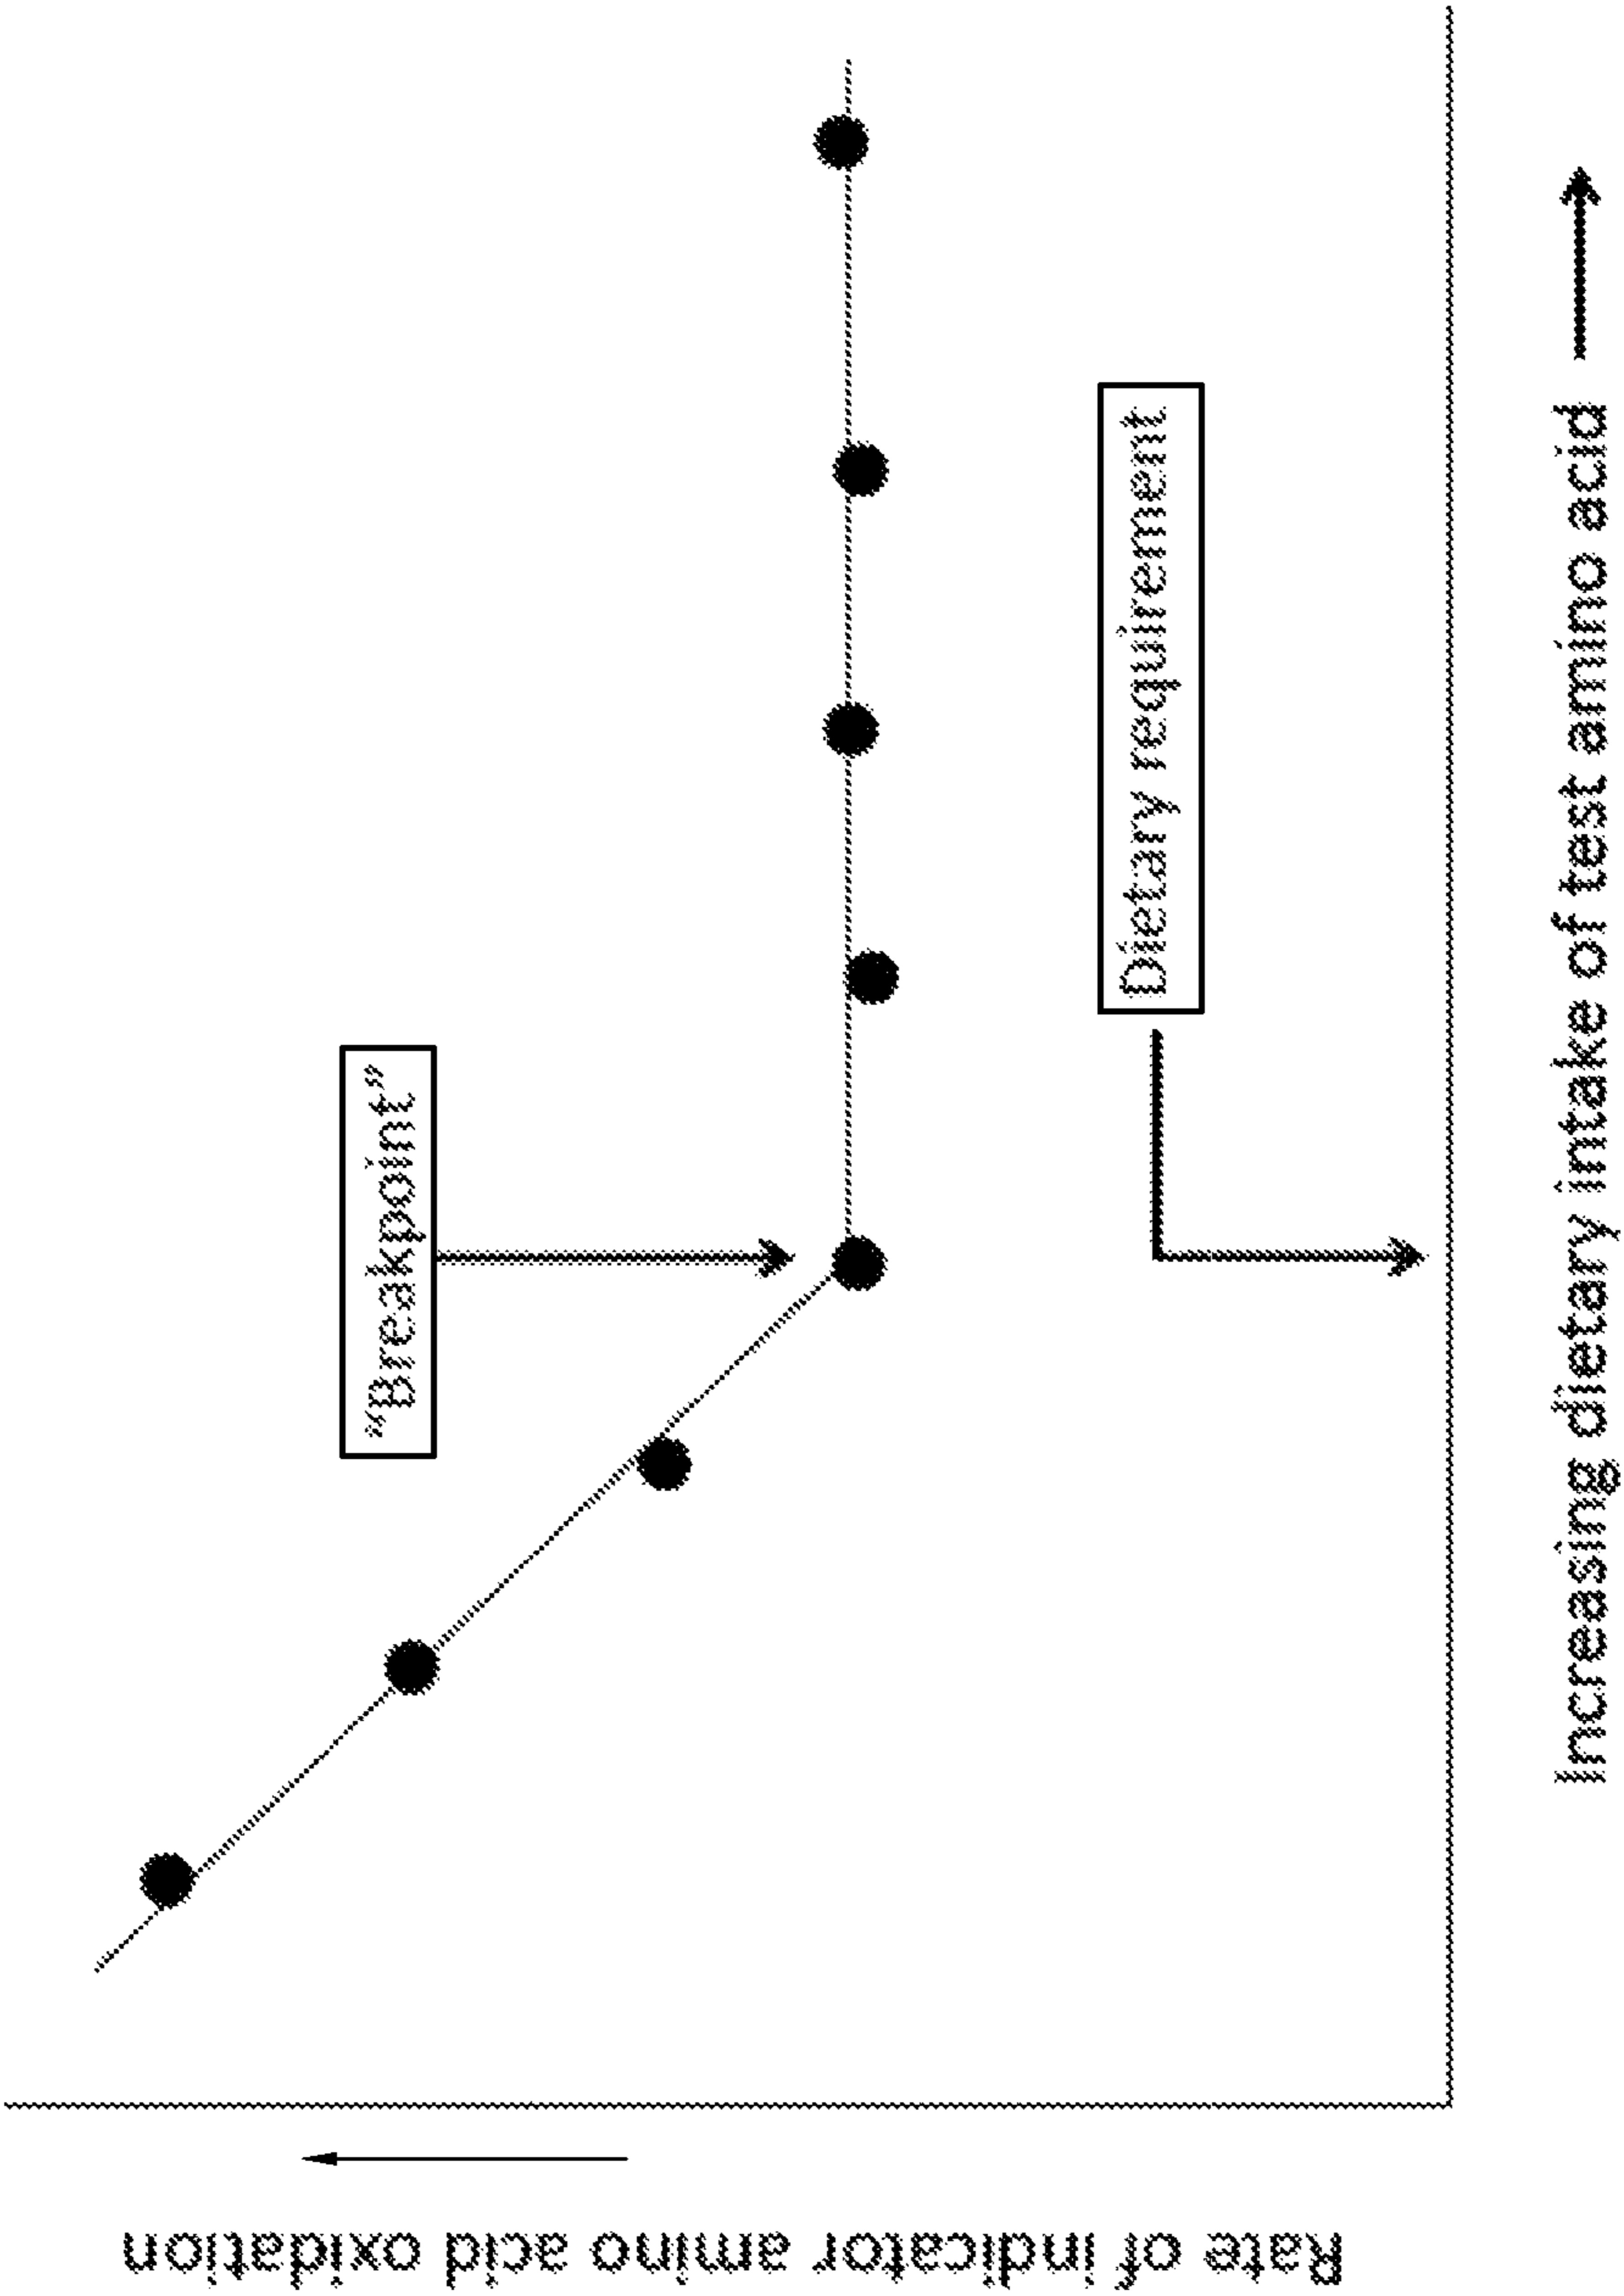 Rate of indicator amino acid oxidation
“Breakpoint”
Dietary requirement
Increasing dietary intake of test amino acid